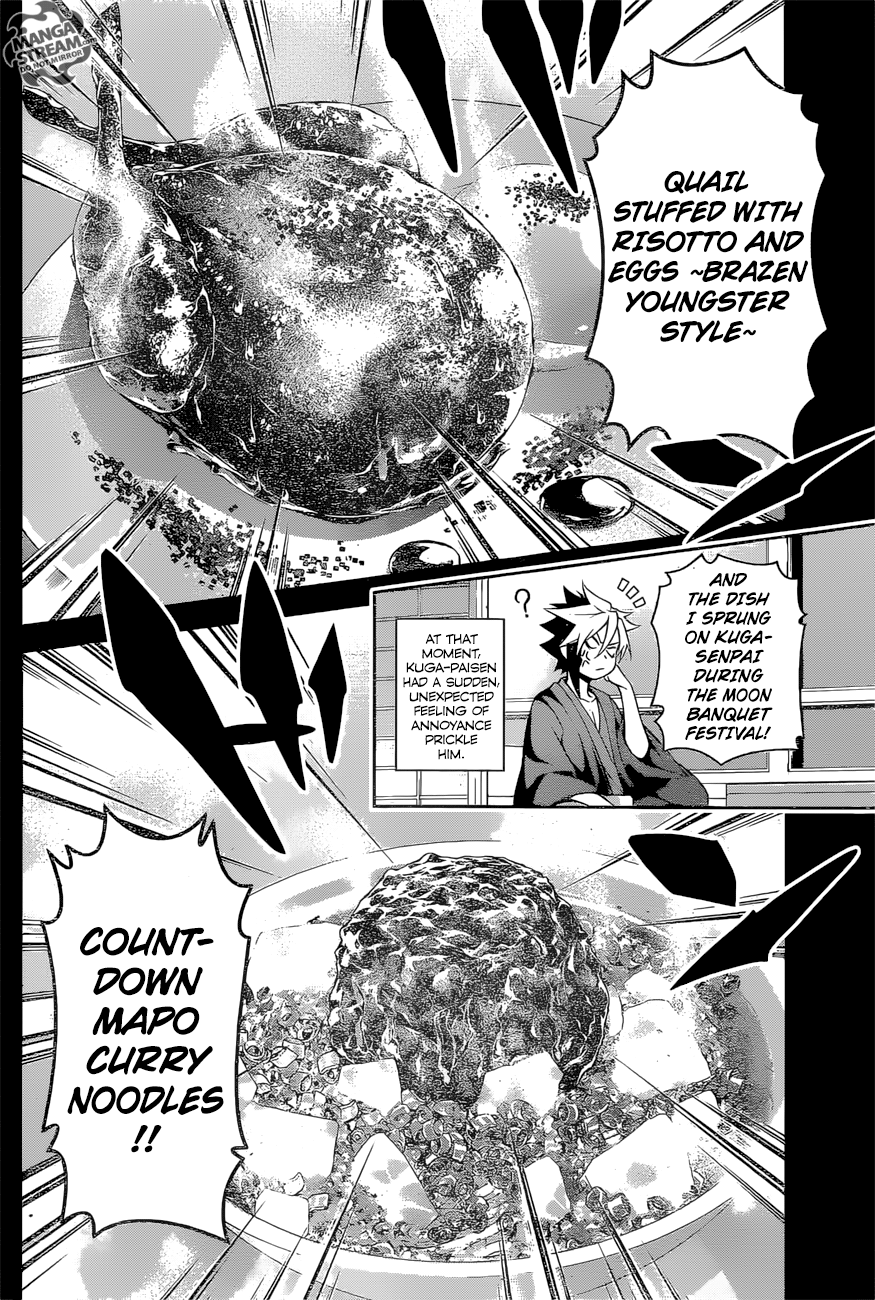 MANGA
STREAM.com
DO NOT MIRROR
QUAIL
STUFFED WITH
RISOTTO AND
EGGS ~BRAZEN
YOUNGSTER
STYLE~
AND
THE DISH
I SPRUNG
ON KUGA-
SENPAI
DURING
THE MOON
BANQUET
FESTIVAL!
?
AT THAT
MOMENT,
KUGA-PAISEN
HAD A SUDDEN,
UNEXPECTED
FEELING OF
ANNOYANCE
PRICKLE
HIM.
COUNT-
DOWN
MAPO
CURRY
NOODLES
!!